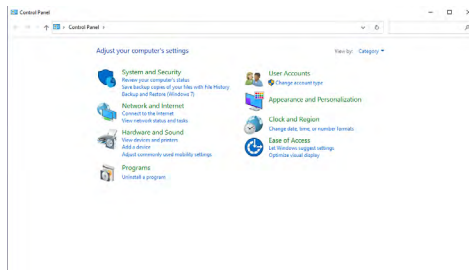 Control Panel
Control Panel
Adjust your computer's settings
View by: Category
System and Security
Review your computer's status
Save backup copies of your files with File History
Backup and Restore (Windows 7)
Network and Internet
Connect to the Internet
View network status and tasks
Hardware and Sound
View devices and printers
Add a device
Adjust commonly used mobility settings
Programs
Uninstall a program
User Accounts
Change account type
Appearance and Personalization
Clock and Region
Change date, time, or number formats
Ease of Access
Let Windows suggest settings
Optimize visual display